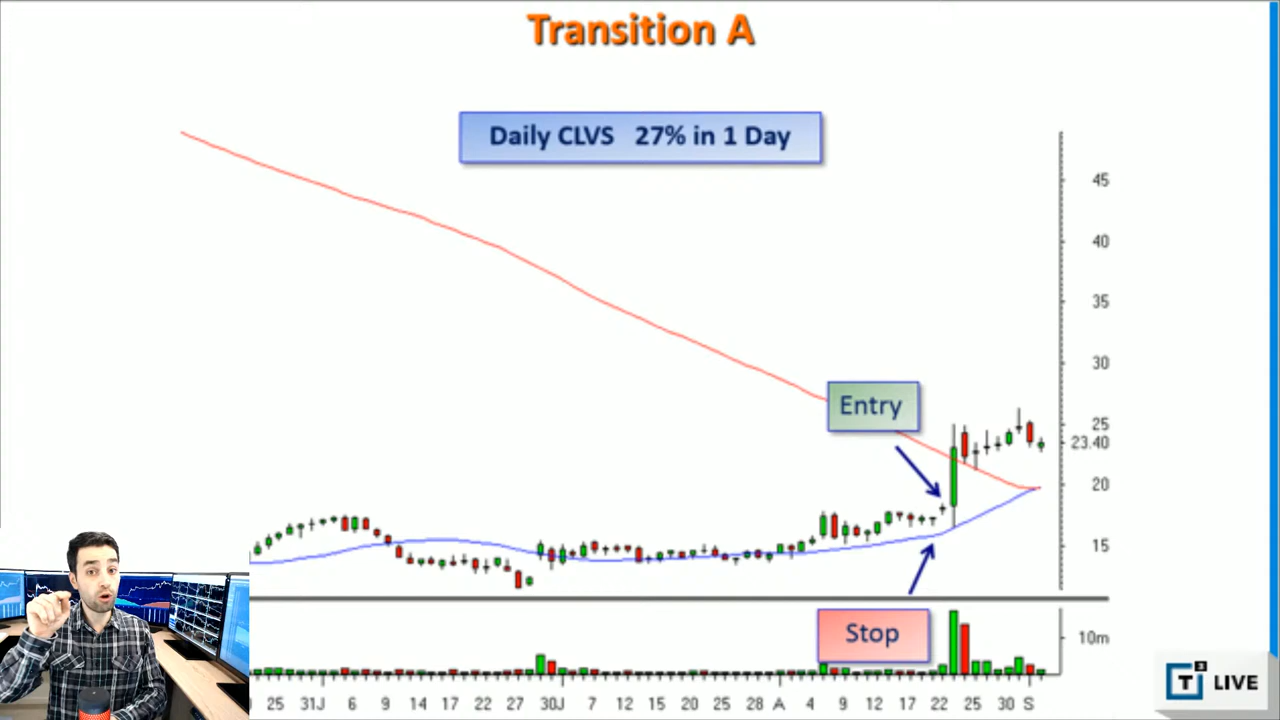 Transition A
Daily CLVS 27% in 1 Day
45
40
35
30
Entry
25
23.40
20
15
Stop
10m
25 31J 6 9 14 17 22 27 30J 7 12 15 20 25 28 A 4 9 12 17 22 25 30 S
T3 LIVE